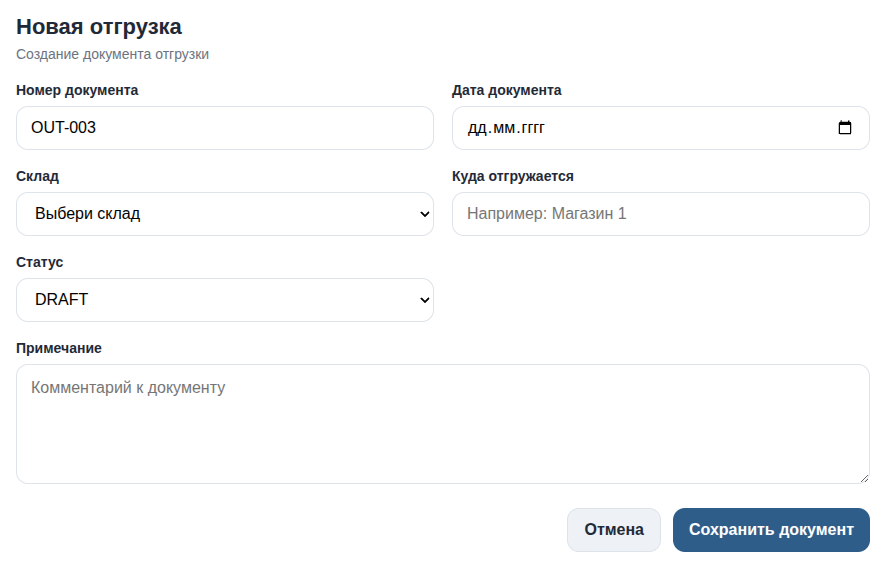 Новая отгрузка
Создание документа отгрузки
Номер документа
Дата документа
OUT-003
дд.мм.гггг
Склад
Куда отгружается
Выбери склад
Например: Магазин 1
Статус
DRAFT
Примечание
Комментарий к документу
Отмена
Сохранить документ